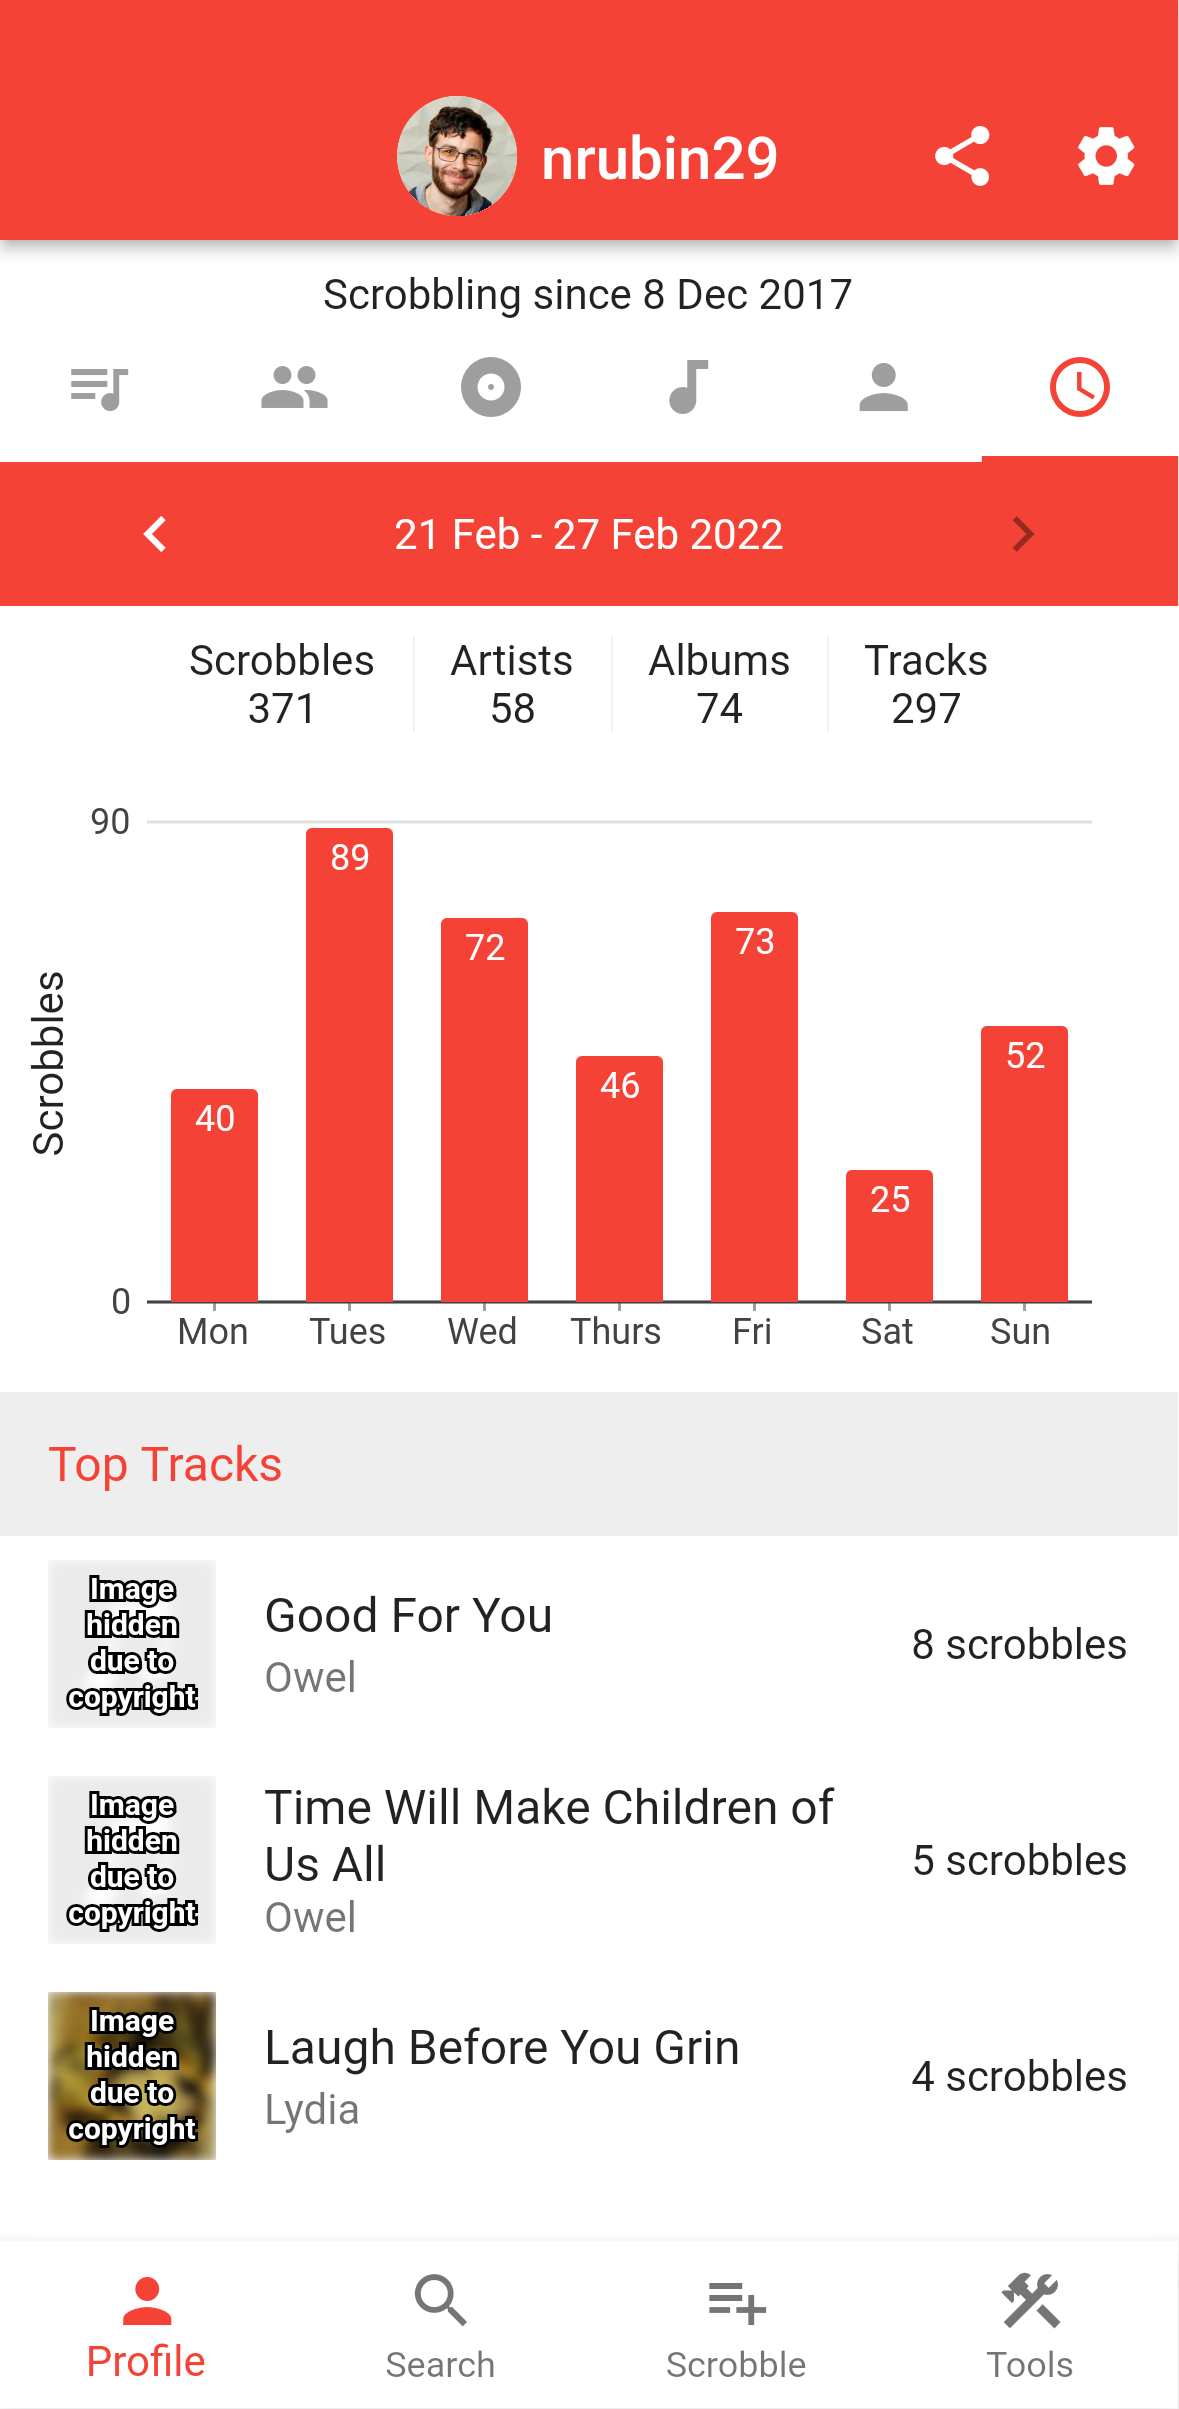 nrubin29
Scrobbling since 8 Dec 2017
21 Feb - 27 Feb 2022
Scrobbles Artists Albums Tracks
371 58 74 297
90
89
72
73
40
46
25
52
Scrobbles
0
Mon Tues Wed Thurs Fri Sat Sun
Top Tracks
Image
hidden
due to
copyright
Good For You
Owel
8 scrobbles
Image
hidden
due to
copyright
Time Will Make Children of
Us All
Owel
5 scrobbles
Image
hidden
due to
copyright
Laugh Before You Grin
Lydia
4 scrobbles
Profile Search Scrobble Tools